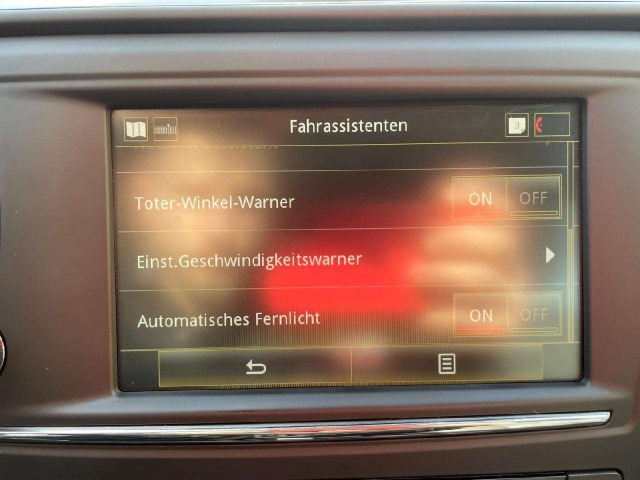 Fahrassistenten
Toter-Winkel-Warner
ON OFF
Einst.Geschwindigkeitswarner
Automatisches Fernlicht
ON OFF